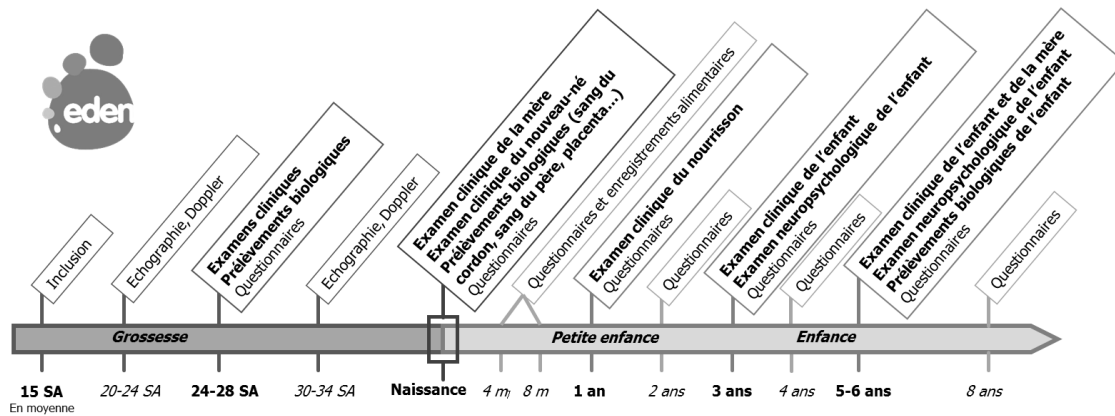 eden
Inclusion
Echographie, Doppler
Examens cliniques
Prélèvements biologiques
Questionnaires
Echographie, Doppler
Examen clinique de la mère
Examen clinique du nouveau-né
Prélèvements biologiques (sang du
cordon, sang du père, placenta...)
Questionnaires
Questionnaires et enregistrements alimentaires
Examen clinique du nourrisson
Questionnaires
Questionnaires
Examen clinique de l'enfant
Examen neuropsychologique de l'enfant
Questionnaires
Questionnaires
Examen clinique de l'enfant et de la mère
Examen neuropsychologique de l'enfant
Prélèvements biologiques de l'enfant
Questionnaires
Questionnaires
Grossesse
Petite enfance
Enfance
15 SA
En moyenne
20-24 SA
24-28 SA
30-34 SA
Naissance
4 m,
8 m
1 an
2 ans
3 ans
4 ans
5-6 ans
8 ans